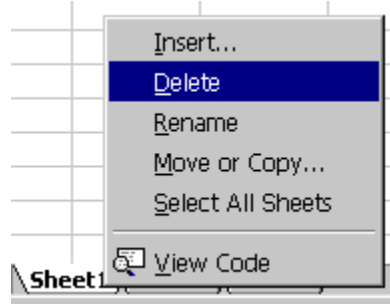 Insert...
Delete
Rename
Move or Copy...
Select All Sheets
View Code
Sheet1